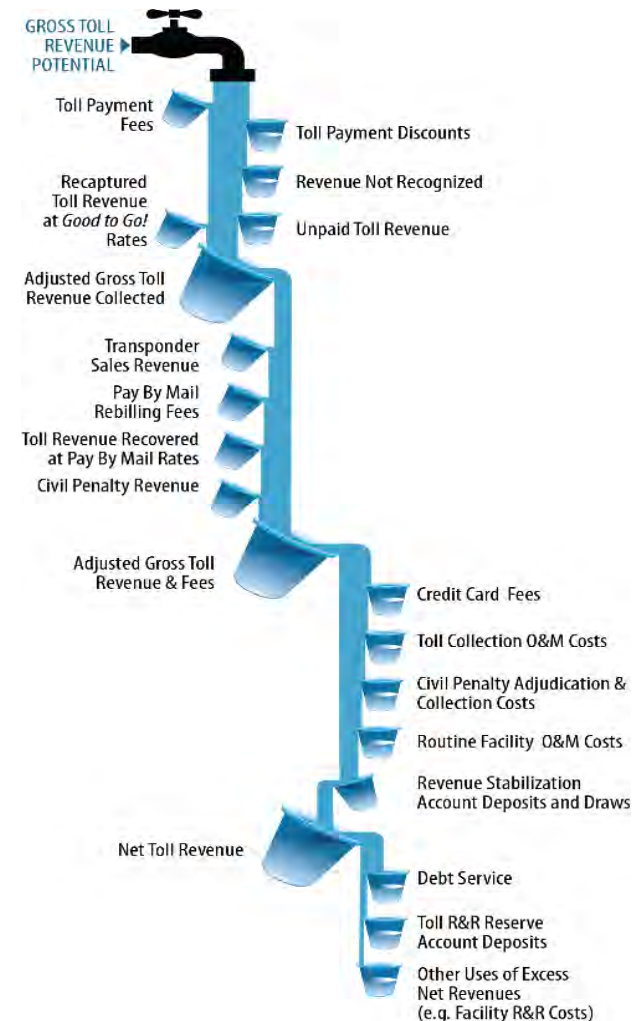 GROSS TOLL
REVENUE
POTENTIAL
Toll Payment
Fees
Toll Payment Discounts
Recaptured
Toll Revenue
at Good to Go!
Rates
Revenue Not Recognized
Unpaid Toll Revenue
Adjusted Gross Toll
Revenue Collected
Transponder
Sales Revenue
Pay By Mail
Rebilling Fees
Toll Revenue Recovered
at Pay By Mail Rates
Civil Penalty Revenue
Adjusted Gross Toll
Revenue & Fees
Credit Card Fees
Toll Collection O&M Costs
Civil Penalty Adjudication &
Collection Costs
Routine Facility O&M Costs
Revenue Stabilization
Account Deposits and Draws
Net Toll Revenue
Debt Service
Toll R&R Reserve
Account Deposits
Other Uses of Excess
Net Revenues
(e.g. Facility R&R Costs)